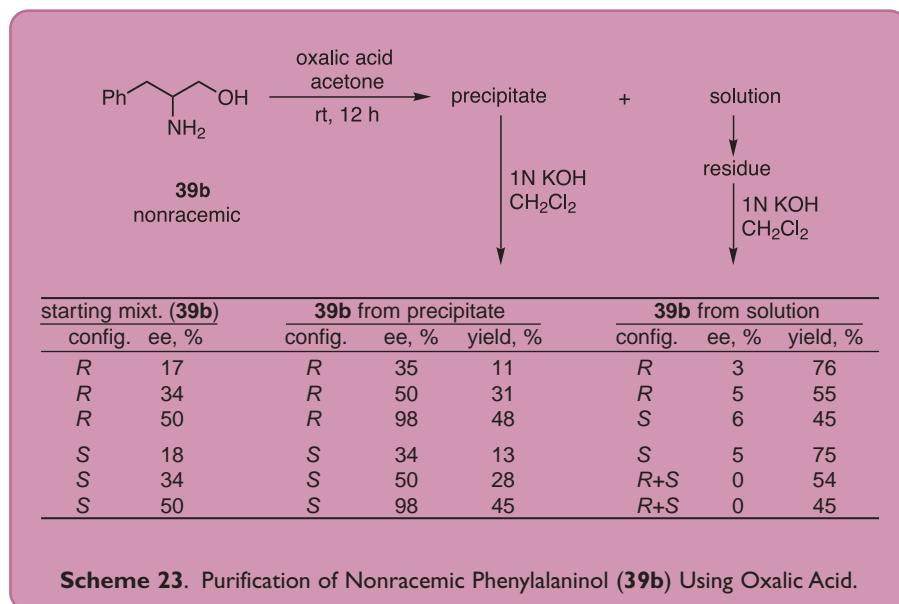 oxalic acid
acetone
rt, 12 h
Ph
OH
NH2
precipitate + solution
residue
39b
nonracemic
1N KOH
CH2Cl2
1N KOH
CH2Cl2
starting mixt. (39b) 39b from precipitate 39b from solution
config. ee, % config. ee, % yield, % config. ee, % yield, %
R 17 R 35 11 R 3 76
R 34 R 50 31 R 5 55
R 50 R 98 48 S 6 45
S 18 S 34 13 S 5 75
S 34 S 50 28 R+S 0 54
S 50 S 98 45 R+S 0 45
Scheme 23. Purification of Nonracemic Phenylalaninol (39b) Using Oxalic Acid.